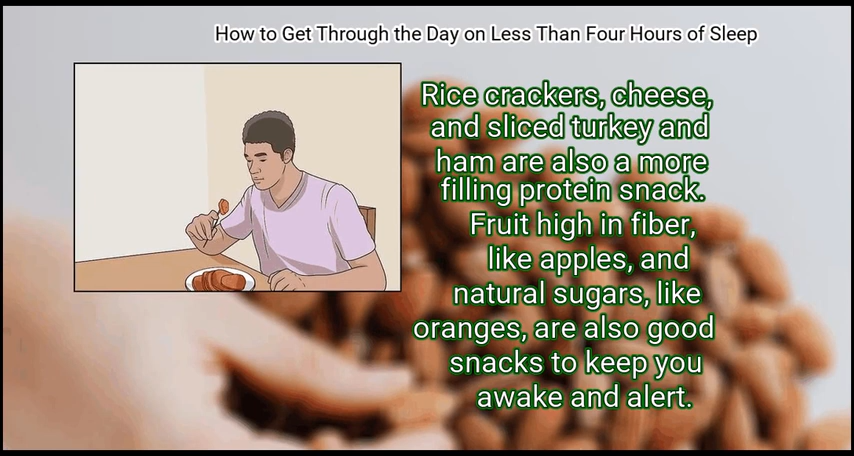 How to Get Through the Day on Less Than Four Hours of Sleep
Rice crackers, cheese,
and sliced turkey and
ham are also a more
filling protein snack.
Fruit high in fiber,
like apples, and
natural sugars, like
oranges, are also good
snacks to keep you
awake and alert.